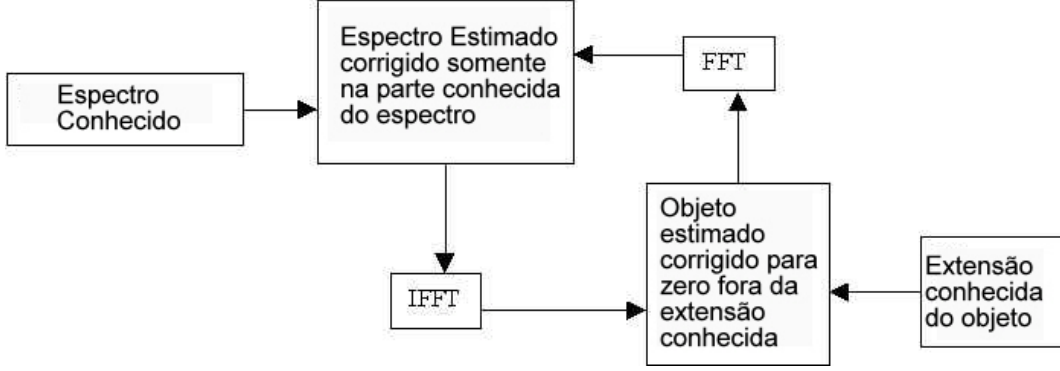 Espectro
Conhecido
Espectro Estimado
corrigido somente
na parte conhecida
do espectro
FFT
IFFT
Objeto
estimado
corrigido para
zero fora da
extensão
conhecida
Extensão
conhecida
do objeto